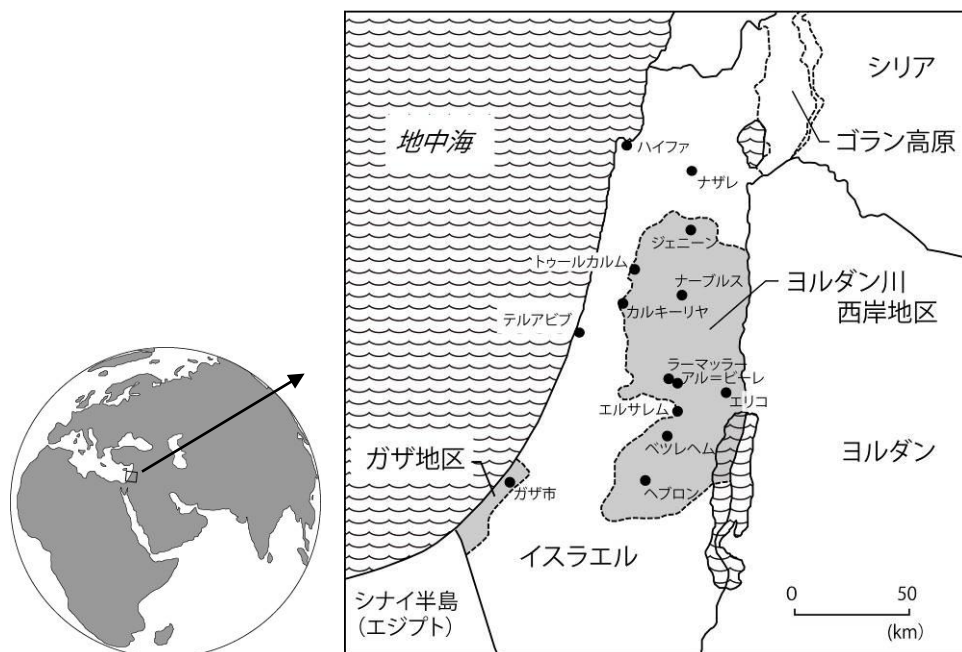 シリア
ゴラン高原
地中海
ハイファ
ナザレ
ジェニーン
トゥールカルム
ナーブルス
ヨルダン川
西岸地区
カルキーリヤ
テルアビブ
ラーマッラー
アル＝ビーレ
エリコ
エルサレム
ベツレヘム
ヨルダン
ガザ地区
ガザ市
ヘブロン
イスラエル
シナイ半島
（エジプト）
0 50
(km)